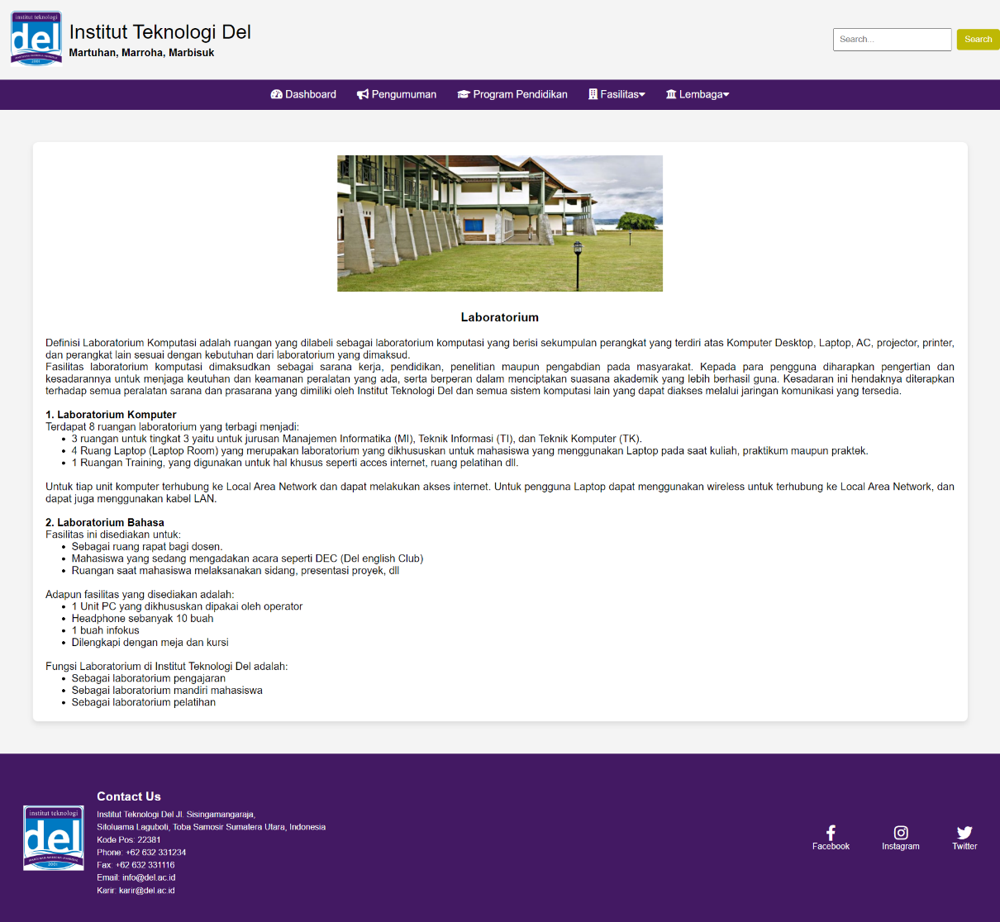 institut teknologi
del
MARTUHAN-MARROHA-MARBISUK
2001
Institut Teknologi Del
Martuhan, Marroha, Marbisuk
Search...
Search
Dashboard
Pengumuman
Program Pendidikan
Fasilitas
Lembaga
Laboratorium
Definisi Laboratorium Komputasi adalah ruangan yang dilabeli sebagai laboratorium komputasi yang berisi sekumpulan perangkat yang terdiri atas Komputer Desktop, Laptop, AC, projector, printer,
dan perangkat lain sesuai dengan kebutuhan dari laboratorium yang dimaksud.
Fasilitas laboratorium komputasi dimaksudkan sebagai sarana kerja, pendidikan, penelitian maupun pengabdian pada masyarakat. Kepada para pengguna diharapkan pengertian dan
kesadarannya untuk menjaga keutuhan dan keamanan peralatan yang ada, serta berperan dalam menciptakan suasana akademik yang lebih berhasil guna. Kesadaran ini hendaknya diterapkan
terhadap semua peralatan sarana dan prasarana yang dimiliki oleh Institut Teknologi Del dan semua sistem komputasi lain yang dapat diakses melalui jaringan komunikasi yang tersedia.
1. Laboratorium Komputer
Terdapat 8 ruangan laboratorium yang terbagi menjadi:
• 3 ruangan untuk tingkat 3 yaitu untuk jurusan Manajemen Informatika (MI), Teknik Informasi (TI), dan Teknik Komputer (TK).
• 4 Ruang Laptop (Laptop Room) yang merupakan laboratorium yang dikhususkan untuk mahasiswa yang menggunakan Laptop pada saat kuliah, praktikum maupun praktek.
• 1 Ruangan Training, yang digunakan untuk hal khusus seperti acces internet, ruang pelatihan dll.
Untuk tiap unit komputer terhubung ke Local Area Network dan dapat melakukan akses internet. Untuk pengguna Laptop dapat menggunakan wireless untuk terhubung ke Local Area Network, dan
dapat juga menggunakan kabel LAN.
2. Laboratorium Bahasa
Fasilitas ini disediakan untuk:
• Sebagai ruang rapat bagi dosen.
• Mahasiswa yang sedang mengadakan acara seperti DEC (Del english Club)
• Ruangan saat mahasiswa melaksanakan sidang, presentasi proyek, dll
Adapun fasilitas yang disediakan adalah:
• 1 Unit PC yang dikhususkan dipakai oleh operator
• Headphone sebanyak 10 buah
• 1 buah infokus
• Dilengkapi dengan meja dan kursi
Fungsi Laboratorium di Institut Teknologi Del adalah:
• Sebagai laboratorium pengajaran
• Sebagai laboratorium mandiri mahasiswa
• Sebagai laboratorium pelatihan
institut teknologi
del
MARTUHAN-MARROHA-MARBISUK
2001
Contact Us
Institut Teknologi Del Jl. Sisingamangaraja,
Sitoluama Laguboti, Toba Samosir Sumatera Utara, Indonesia
Kode Pos: 22381
Phone: +62 632 331234
Fax: +62 632 331116
Email: info@del.ac.id
Karir: karir@del.ac.id
Facebook
Instagram
Twitter